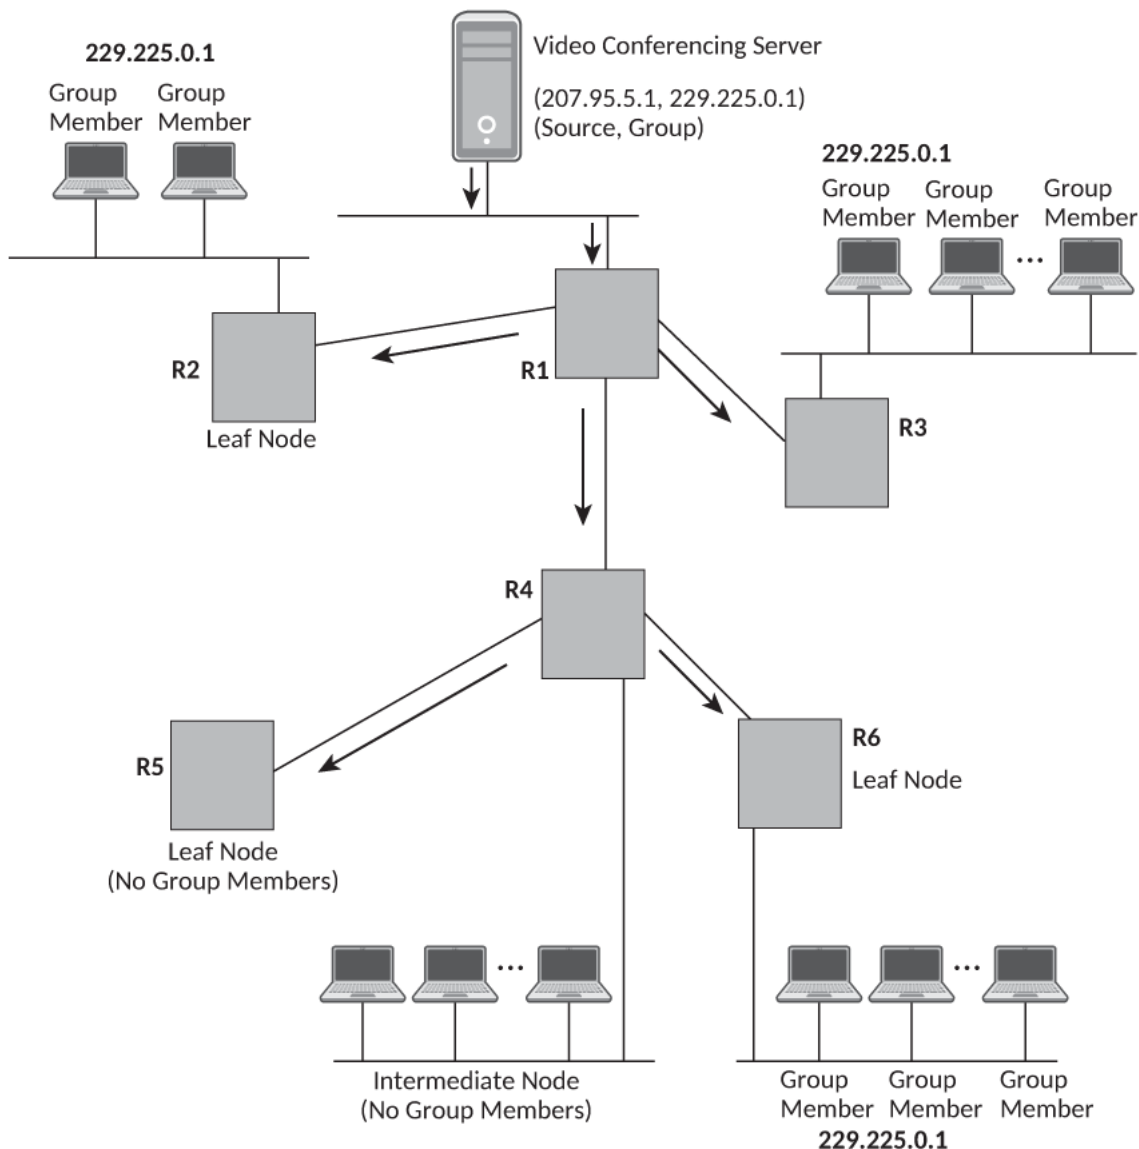 229.225.0.1
Group Group
Member Member
Video Conferencing Server
(207.95.5.1, 229.225.0.1)
(Source, Group)
229.225.0.1
Group Group Group
Member Member Member
...
R2
Leaf Node
R1
R3
R4
R5
Leaf Node
(No Group Members)
R6
Leaf Node
...
...
Intermediate Node
(No Group Members)
Group Group Group
Member Member Member
229.225.0.1